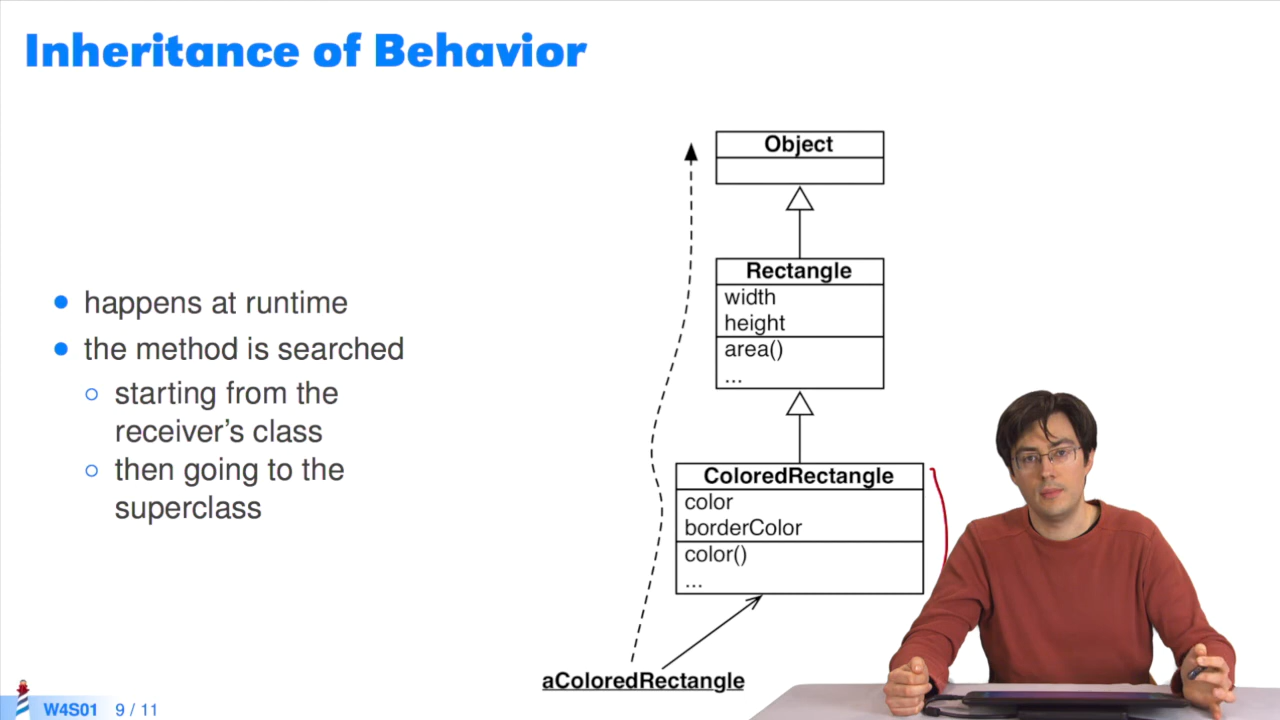 Inheritance of Behavior
happens at runtime
the method is searched
starting from the
receiver's class
then going to the
superclass
Object
Rectangle
width
height
area()
...
ColoredRectangle
color
borderColor
color()
...
aColoredRectangle
W4S01 9 / 11